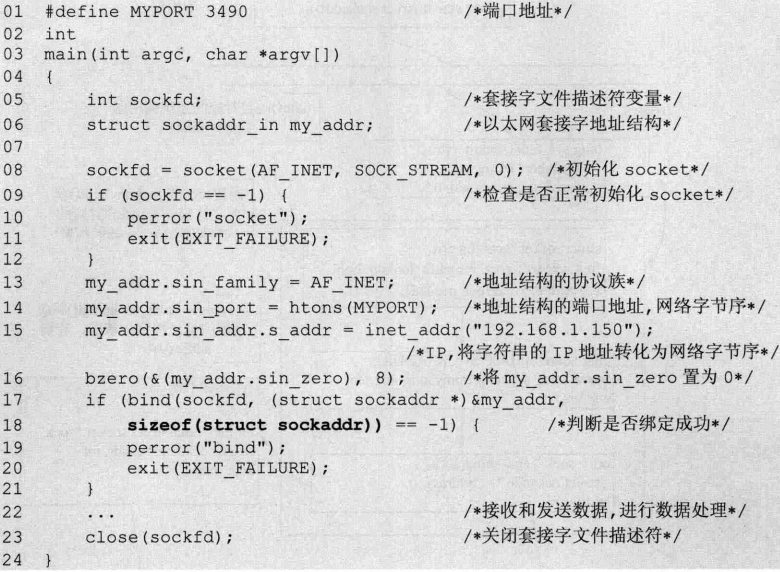 01 #define MYPORT 3490 /*端口地址*/
02 int
03 main(int argc, char *argv[])
04 {
05 int sockfd; /*套接字文件描述符变量*/
06 struct sockaddr_in my_addr; /*以太网套接字地址结构*/
07
08 sockfd = socket(AF_INET, SOCK_STREAM, 0); /*初始化 socket*/
09 if (sockfd == -1) { /*检查是否正常初始化 socket*/
10 perror("socket");
11 exit(EXIT_FAILURE);
12 }
13 my_addr.sin_family = AF_INET; /*地址结构的协议族*/
14 my_addr.sin_port = htons(MYPORT); /*地址结构的端口地址,网络字节序*/
15 my_addr.sin_addr.s_addr = inet_addr("192.168.1.150");
/*IP,将字符串的 IP 地址转化为网络字节序*/
16 bzero(&(my_addr.sin_zero), 8); /*将 my_addr.sin_zero 置为 0*/
17 if (bind(sockfd, (struct sockaddr *)&my_addr,
18 sizeof(struct sockaddr)) == -1) { /*判断是否绑定成功*/
19 perror("bind");
20 exit(EXIT_FAILURE);
21 }
22 ... /*接收和发送数据,进行数据处理*/
23 close(sockfd); /*关闭套接字文件描述符*/
24 }